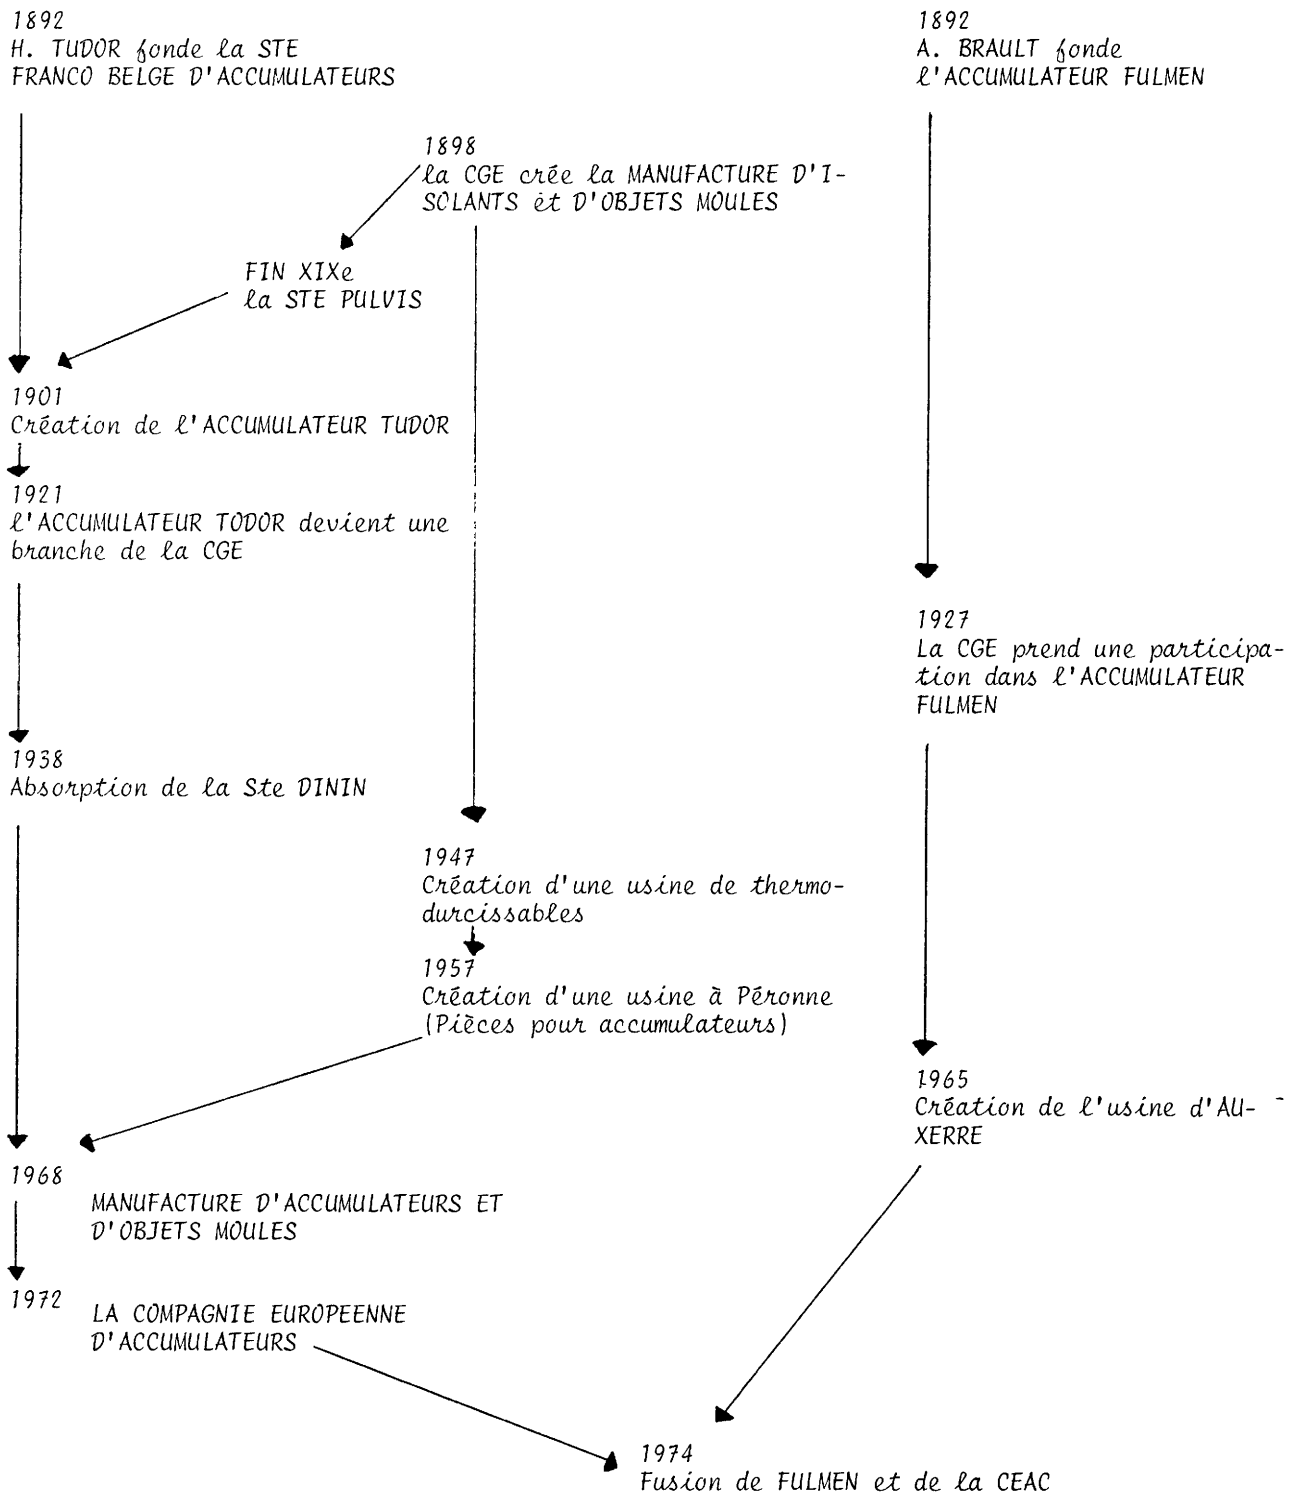 1892
H. TUDOR fonde la STE
FRANCO BELGE D'ACCUMULATEURS
1892
A. BRAULT fonde
l'ACCUMULATEUR FULMEN
1898
la CGE crée la MANUFACTURE D'I-
SOLANTS et D'OBJETS MOULES
FIN XIXe
la STE PULVIS
1901
Création de l'ACCUMULATEUR TUDOR
1921
l'ACCUMULATEUR TODOR devient une
branche de la CGE
1927
La CGE prend une participa-
tion dans l'ACCUMULATEUR
FULMEN
1938
Absorption de la Ste DININ
1947
Création d'une usine de thermo-
durcissables
1957
Création d'une usine à Péronne
(Pièces pour accumulateurs)
1965
Création de l'usine d'AU-
XERRE
1968
MANUFACTURE D'ACCUMULATEURS ET
D'OBJETS MOULES
1972
LA COMPAGNIE EUROPEENNE
D'ACCUMULATEURS
1974
Fusion de FULMEN et de la CEAC